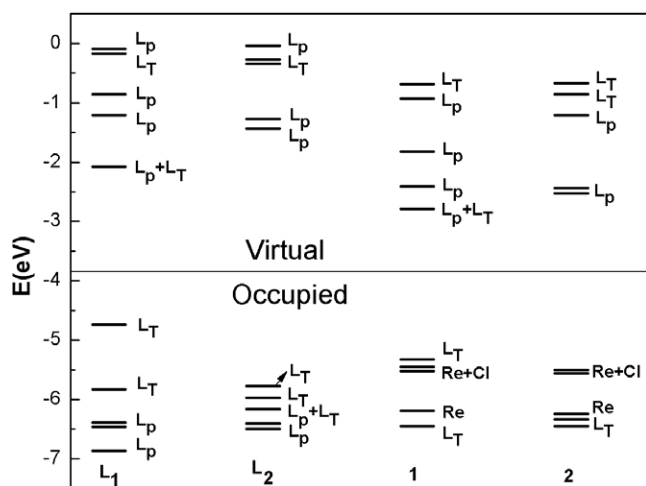 E(eV)
0
-1
-2
-3
-4
-5
-6
-7
Virtual
Occupied
Lp
LT
Lp
Lp
Lp+LT
LT
LT
Lp
Lp
L1
Lp
LT
Lp
Lp
LT
LT
Lp+LT
Lp
L2
LT
Lp
Lp
Lp
Lp+LT
LT
Re+Cl
Re
LT
1
LT
LT
Lp
Lp
Re+Cl
Re
LT
2